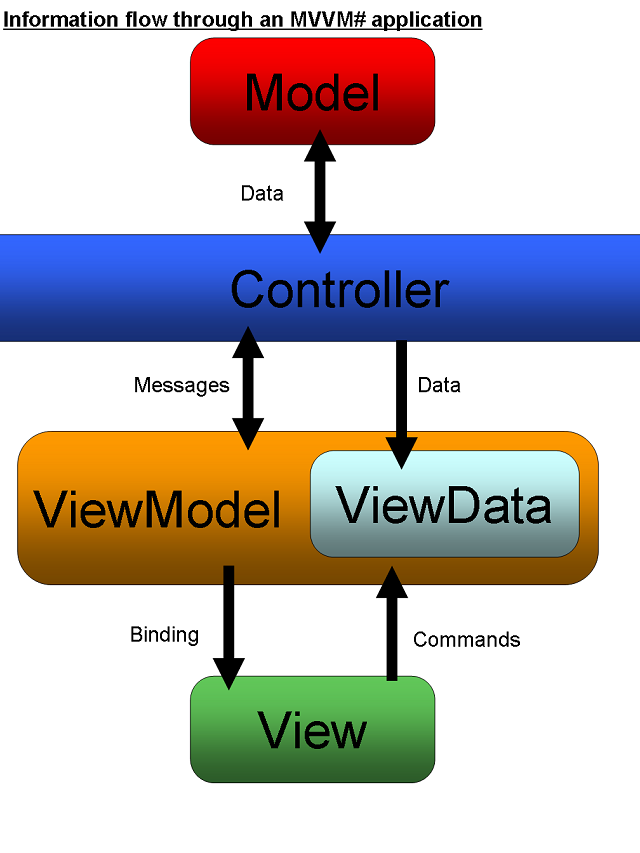 Information flow through an MVVM# application
Model
Data
Controller
Messages
Data
ViewModel
ViewData
Binding
Commands
View